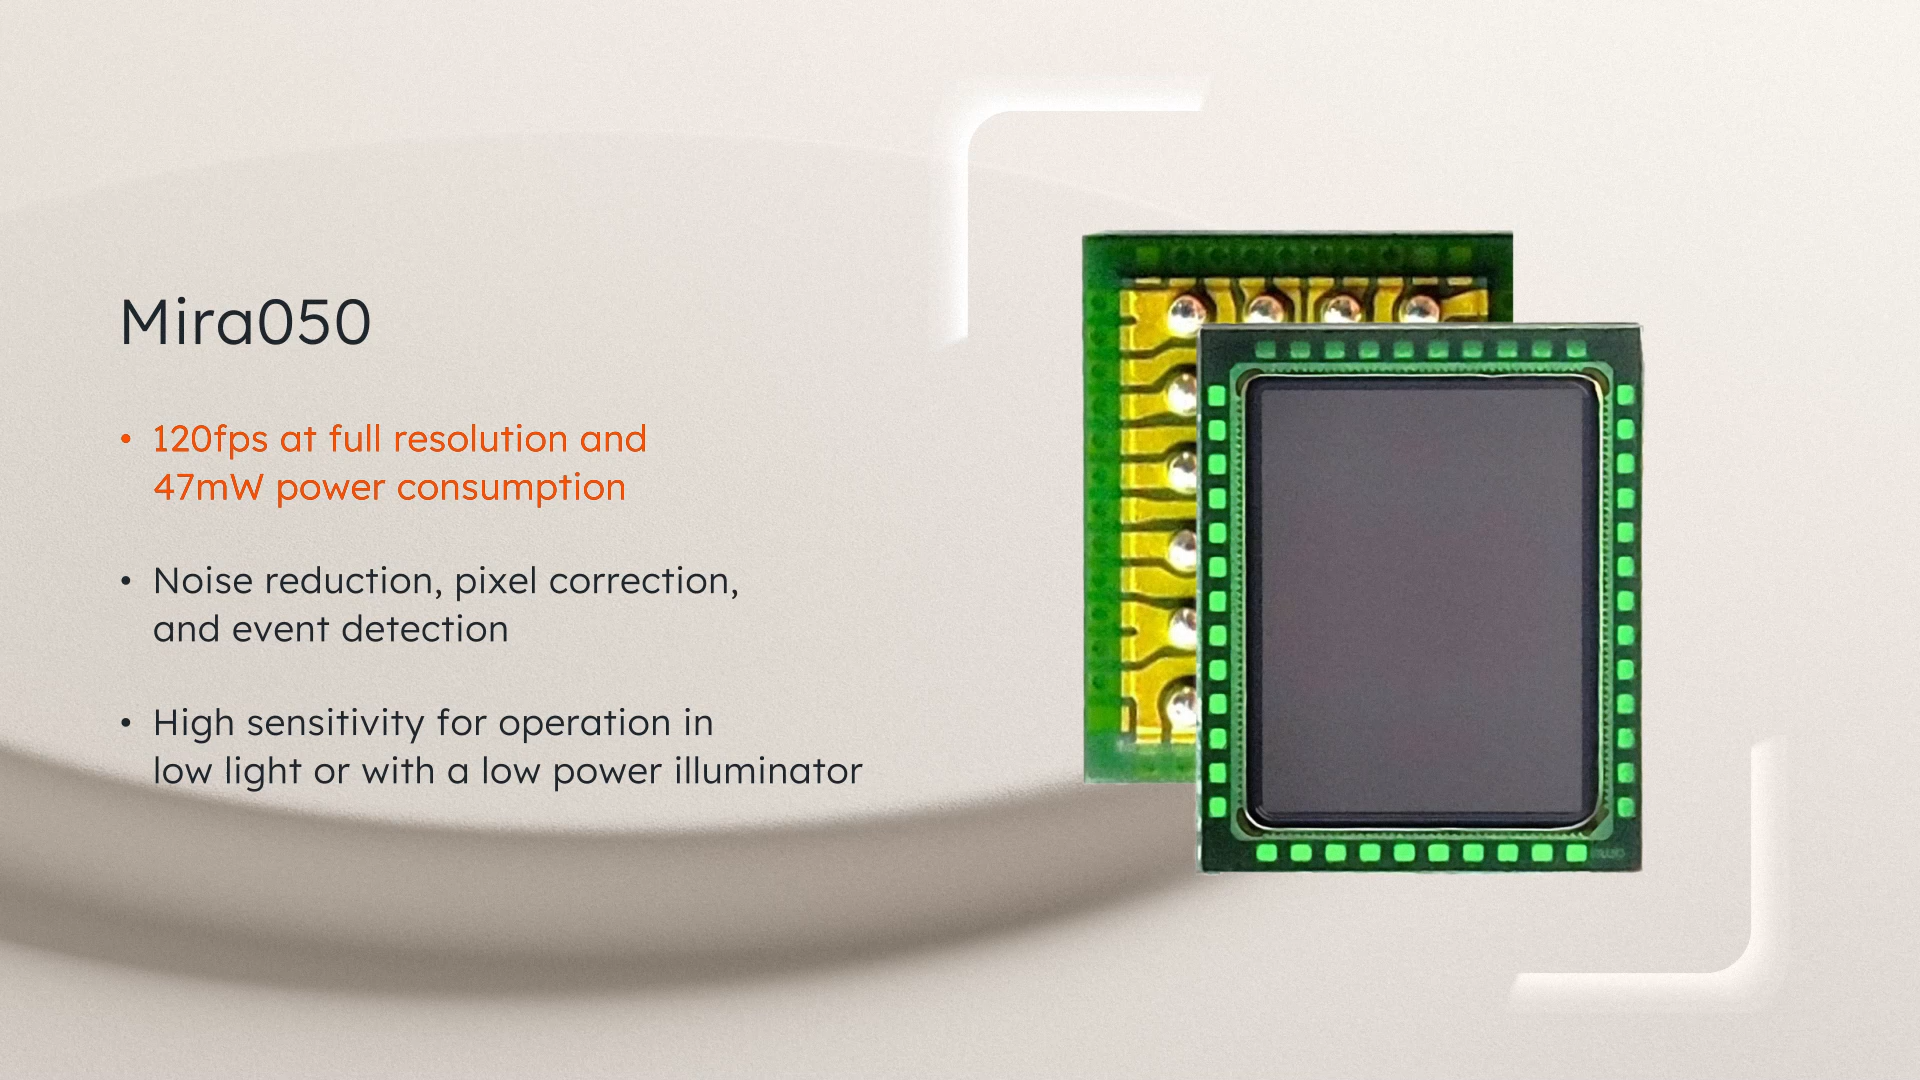 Mira050
• 120fps at full resolution and
47mW power consumption
• Noise reduction, pixel correction,
and event detection
• High sensitivity for operation in
low light or with a low power illuminator